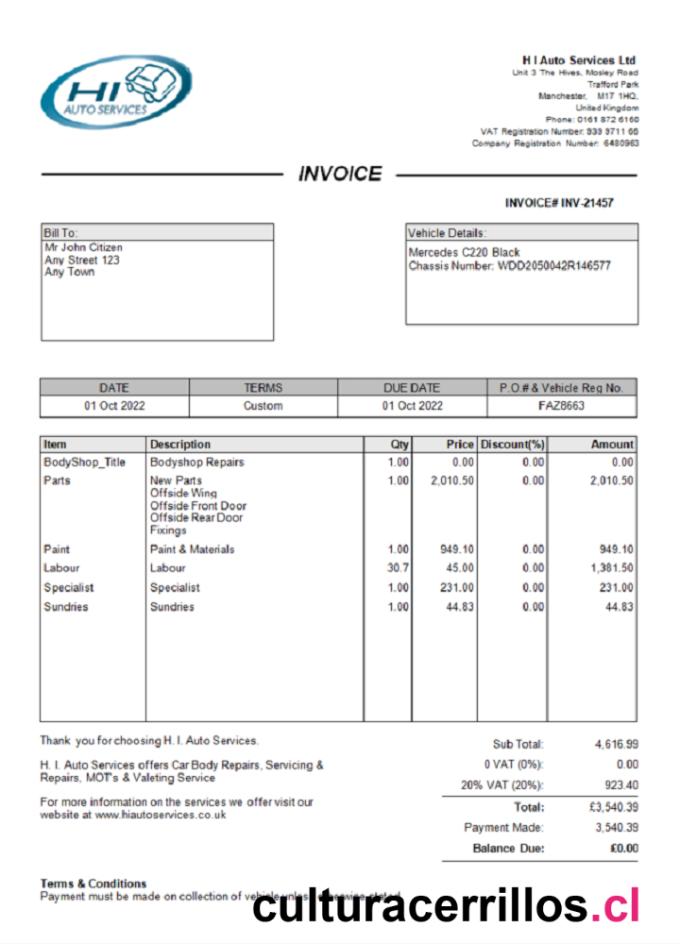 HI
AUTO SERVICES
H I Auto Services Ltd
Unit 3 The Hives, Mosley Road
Trafford Park
Manchester, M17 1HQ,
United Kingdom
Phone: 0161 872 6160
VAT Registration Number: 939 9711 66
Company Registration Number: 6480963
INVOICE
INVOICE# INV-21457
Bill To:
Mr John Citizen
Any Street 123
Any Town
Vehicle Details:
Mercedes C220 Black
Chassis Number: WDD2050042R146577
DATE TERMS DUE DATE P.O.# & Vehicle Reg No.
01 Oct 2022 Custom 01 Oct 2022 FAZ8663
Item Description Qty Price Discount(%) Amount
BodyShop_Title Bodyshop Repairs 1.00 0.00 0.00 0.00
Parts New Parts 1.00 2,010.50 0.00 2,010.50
Offside Wing
Offside Front Door
Offside Rear Door
Fixings
Paint Paint & Materials 1.00 949.10 0.00 949.10
Labour Labour 30.7 45.00 0.00 1,381.50
Specialist Specialist 1.00 231.00 0.00 231.00
Sundries Sundries 1.00 44.83 0.00 44.83
Thank you for choosing H. I. Auto Services.
H. I. Auto Services offers Car Body Repairs, Servicing &
Repairs, MOT's & Valeting Service
For more information on the services we offer visit our
website at www.hiautoservices.co.uk
Sub Total: 4,616.99
0 VAT (0%): 0.00
20% VAT (20%): 923.40
Total: £3,540.39
Payment Made: 3,540.39
Balance Due: £0.00
Terms & Conditions
Payment must be made on collection of vehicle unless otherwise stated
culturacerrillos.cl